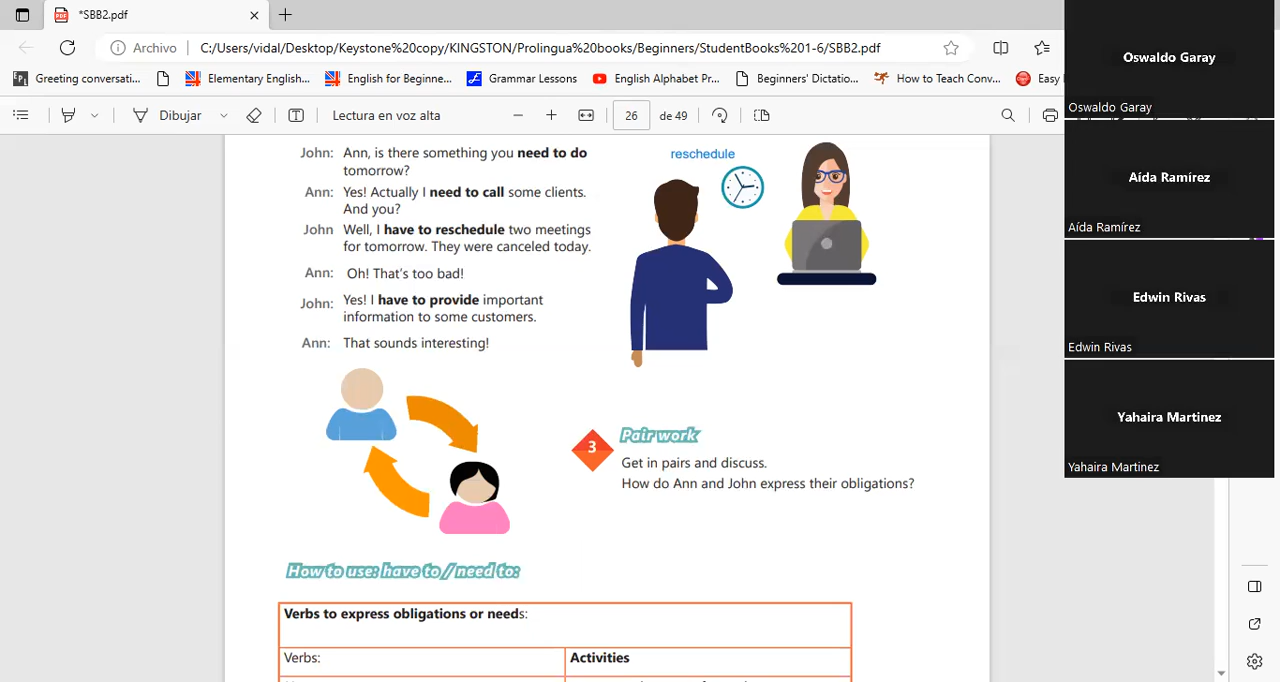 *SBB2.pdf
Archivo
C:/Users/vidal/Desktop/Keystone%20copy/KINGSTON/Prolingua%20books/Beginners/StudentBooks%201-6/SBB2.pdf
Greeting conversati...
Elementary English...
English for Beginne...
Grammar Lessons
English Alphabet Pr...
Beginners' Dictatio...
How to Teach Conv...
Easy
Dibujar
Lectura en voz alta
26
de 49
John: Ann, is there something you need to do
tomorrow?
Ann: Yes! Actually I need to call some clients.
And you?
John Well, I have to reschedule two meetings
for tomorrow. They were canceled today.
Ann: Oh! That's too bad!
John: Yes! I have to provide important
information to some customers.
Ann: That sounds interesting!
reschedule
3
Pair work
Get in pairs and discuss.
How do Ann and John express their obligations?
How to use: have to / need to:
Verbs to express obligations or needs:
Verbs:
Activities
Oswaldo Garay
Oswaldo Garay
Aída Ramírez
Aída Ramírez
Edwin Rivas
Edwin Rivas
Yahaira Martinez
Yahaira Martinez